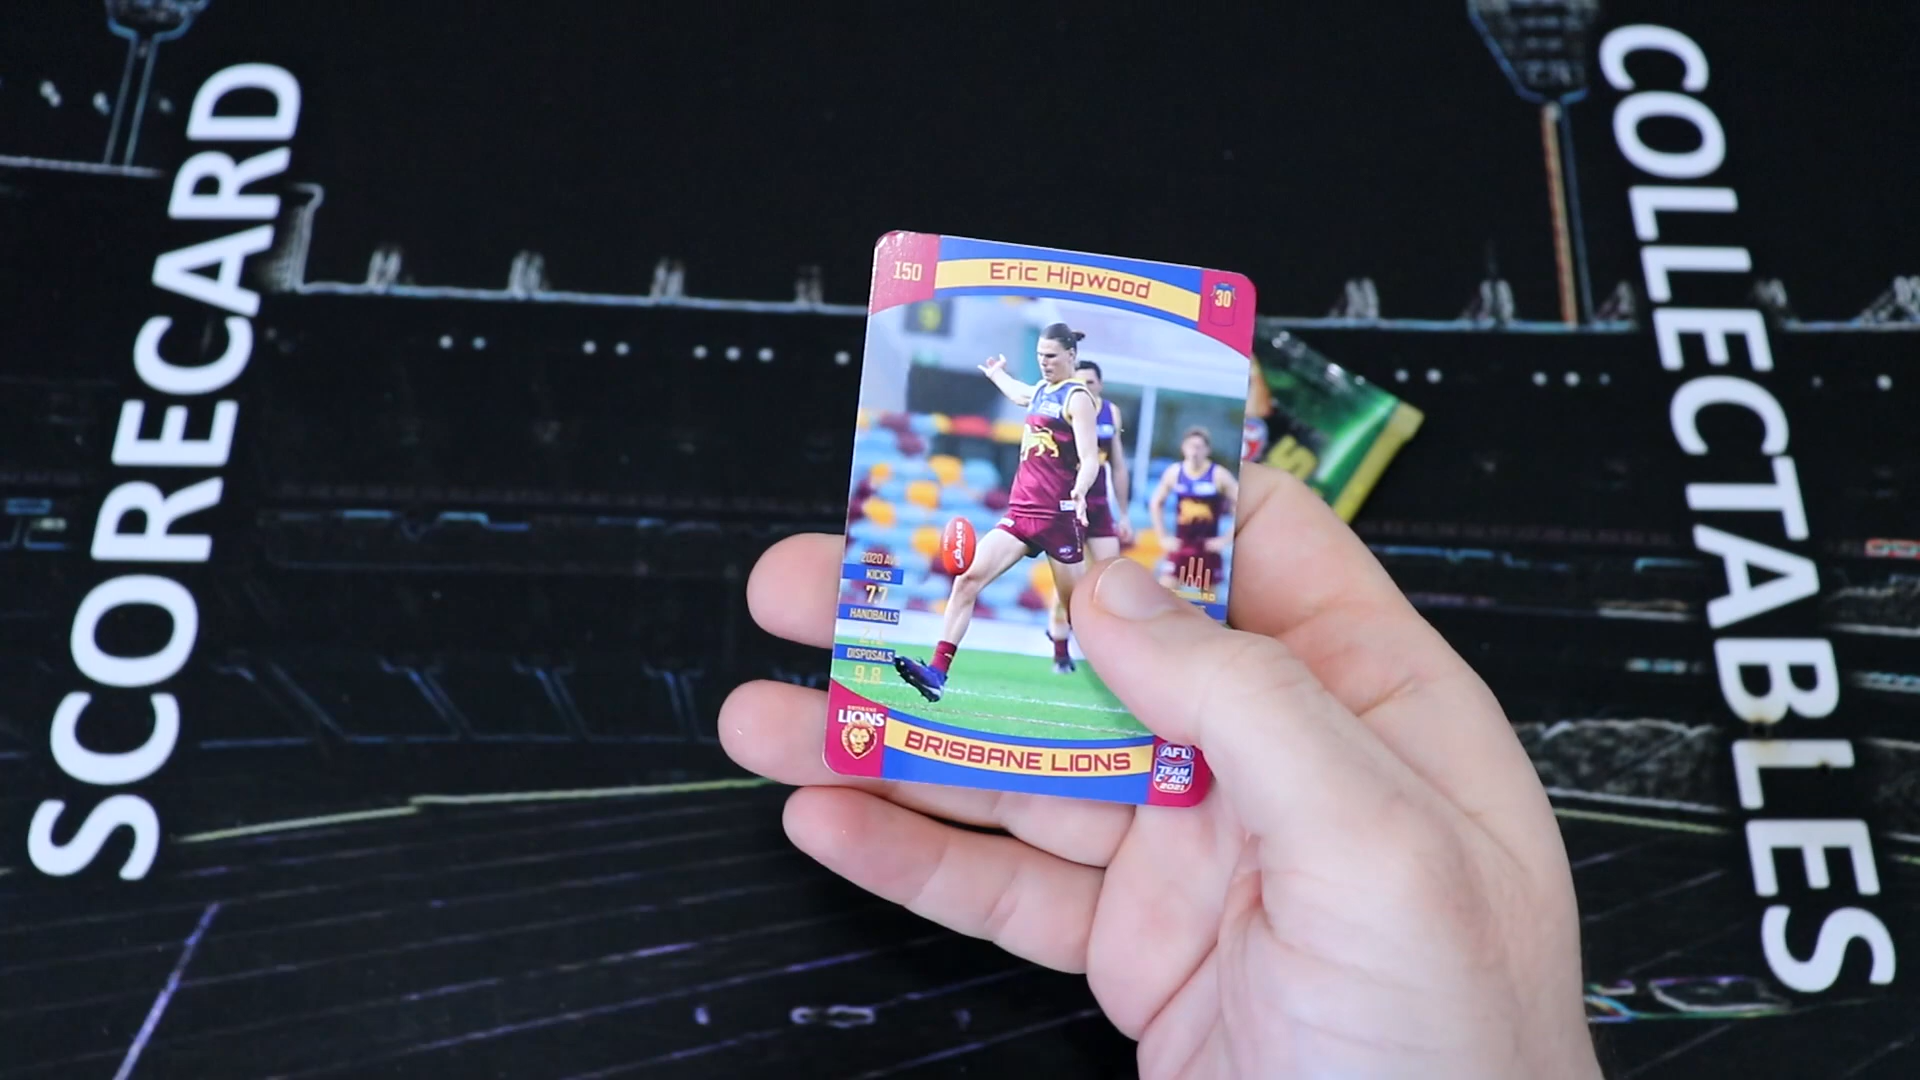 SCORECARD
COLLECTABLES
150
Eric Hipwood
30
2020
KICKS
7.7
HANDBALLS
DISPOSALS
9.8
BRISBANE
LIONS
BRISBANE LIONS
AFL
TEAM
COACH
2021